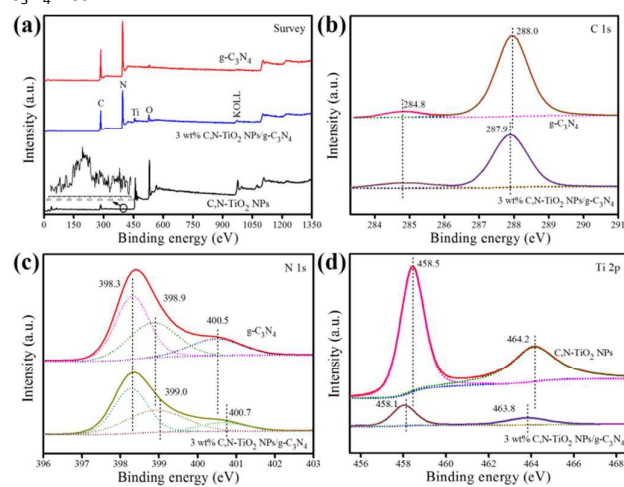 C₃N₄
(a)
Survey
g-C₃N₄
N
C
Ti
O
KOLL
3 wt% C,N-TiO₂ NPs/g-C₃N₄
C,N-TiO₂ NPs
Intensity (a.u.)
0 150 300 450 600 750 900 1050 1200 1350
Binding energy (eV)
(b)
C 1s
288.0
284.8
g-C₃N₄
287.9
3 wt% C,N-TiO₂ NPs/g-C₃N₄
Intensity (a.u.)
284 285 286 287 288 289 290 291
Binding energy (eV)
(c)
N 1s
398.3
398.9
400.5
g-C₃N₄
399.0
400.7
3 wt% C,N-TiO₂ NPs/g-C₃N₄
Intensity (a.u.)
396 397 398 399 400 401 402 403
Binding energy (eV)
(d)
Ti 2p
458.5
464.2
C,N-TiO₂ NPs
458.1
463.8
3 wt% C,N-TiO₂ NPs/g-C₃N₄
Intensity (a.u.)
456 458 460 462 464 466 468
Binding energy (eV)